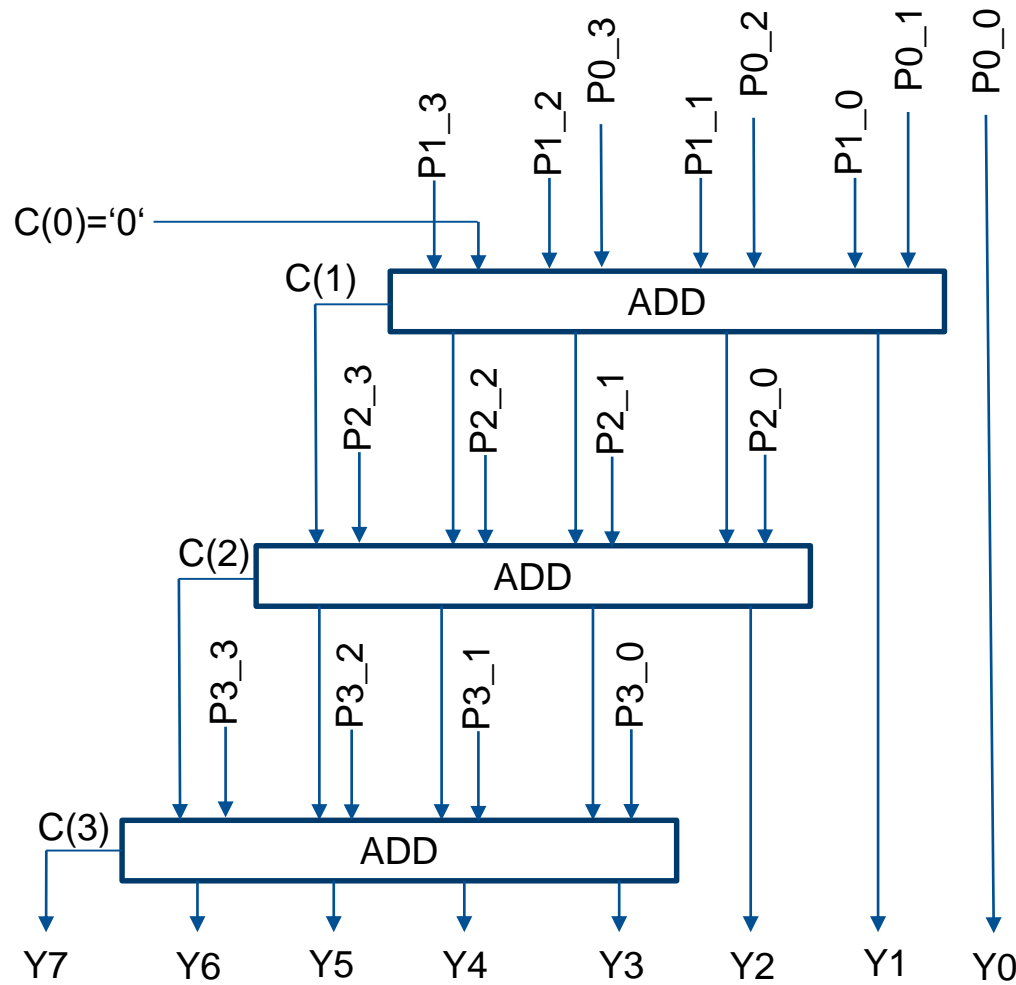 P1_3
P1_2
P0_3
P1_1
P0_2
P1_0
P0_1
P0_0
C(0)=‘0‘
C(1)
ADD
P2_3
P2_2
P2_1
P2_0
C(2)
ADD
P3_3
P3_2
P3_1
P3_0
C(3)
ADD
Y7
Y6
Y5
Y4
Y3
Y2
Y1
Y0